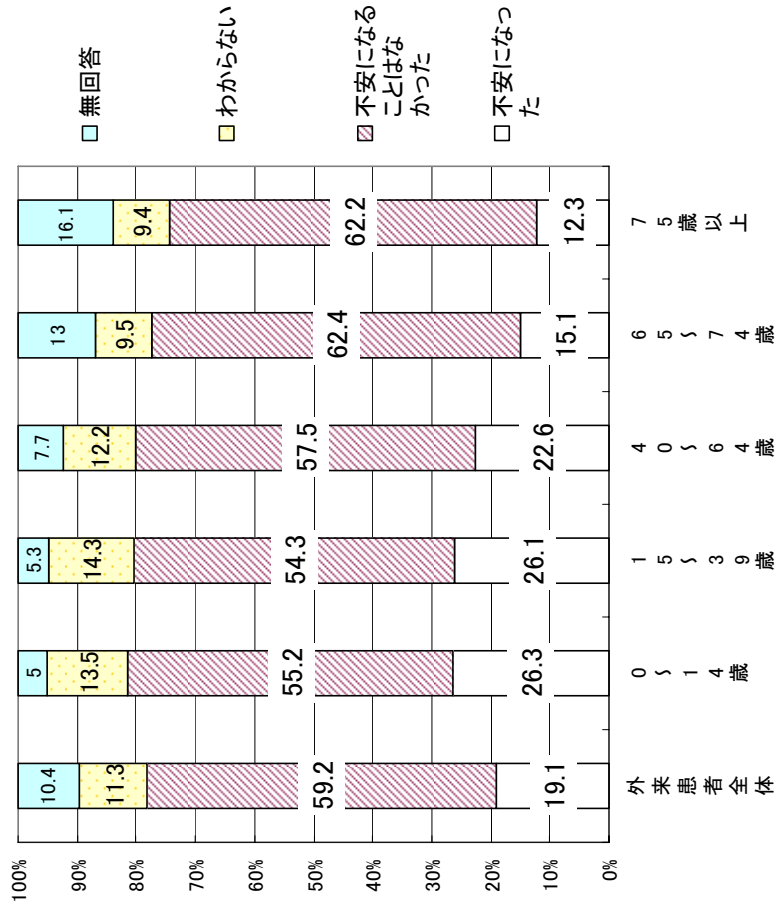 100%
90%
80%
70%
60%
50%
40%
30%
20%
10%
0%
10.4
11.3
59.2
19.1
5
13.5
55.2
26.3
5.3
14.3
54.3
26.1
7.7
12.2
57.5
22.6
13
9.5
62.4
15.1
16.1
9.4
62.2
12.3
外来患者全体
0～14歳
15～39歳
40～64歳
65～74歳
75歳以上
無回答
わからない
不安になる
ことはな
かった
不安になっ
た